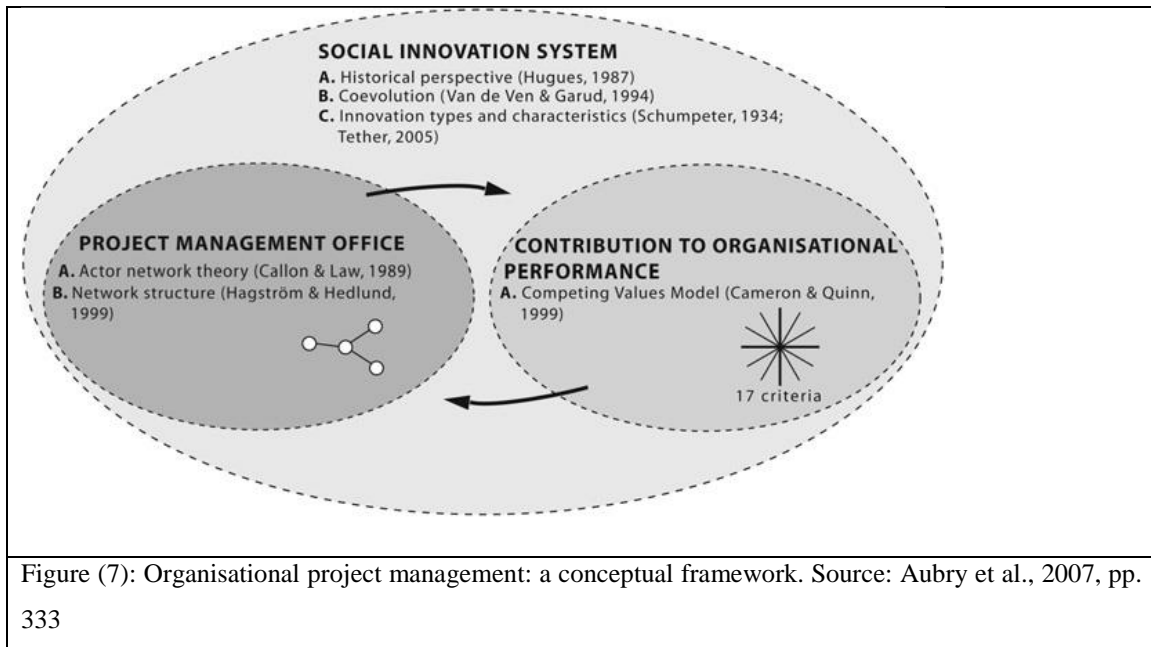 SOCIAL INNOVATION SYSTEM
A. Historical perspective (Hugues, 1987)
B. Coevolution (Van de Ven & Garud, 1994)
C. Innovation types and characteristics (Schumpeter, 1934;
Tether, 2005)
PROJECT MANAGEMENT OFFICE
A. Actor network theory (Callon & Law, 1989)
B. Network structure (Hagström & Hedlund,
1999)
CONTRIBUTION TO ORGANISATIONAL
PERFORMANCE
A. Competing Values Model (Cameron & Quinn,
1999)
17 criteria
Figure (7): Organisational project management: a conceptual framework. Source: Aubry et al., 2007, pp.
333